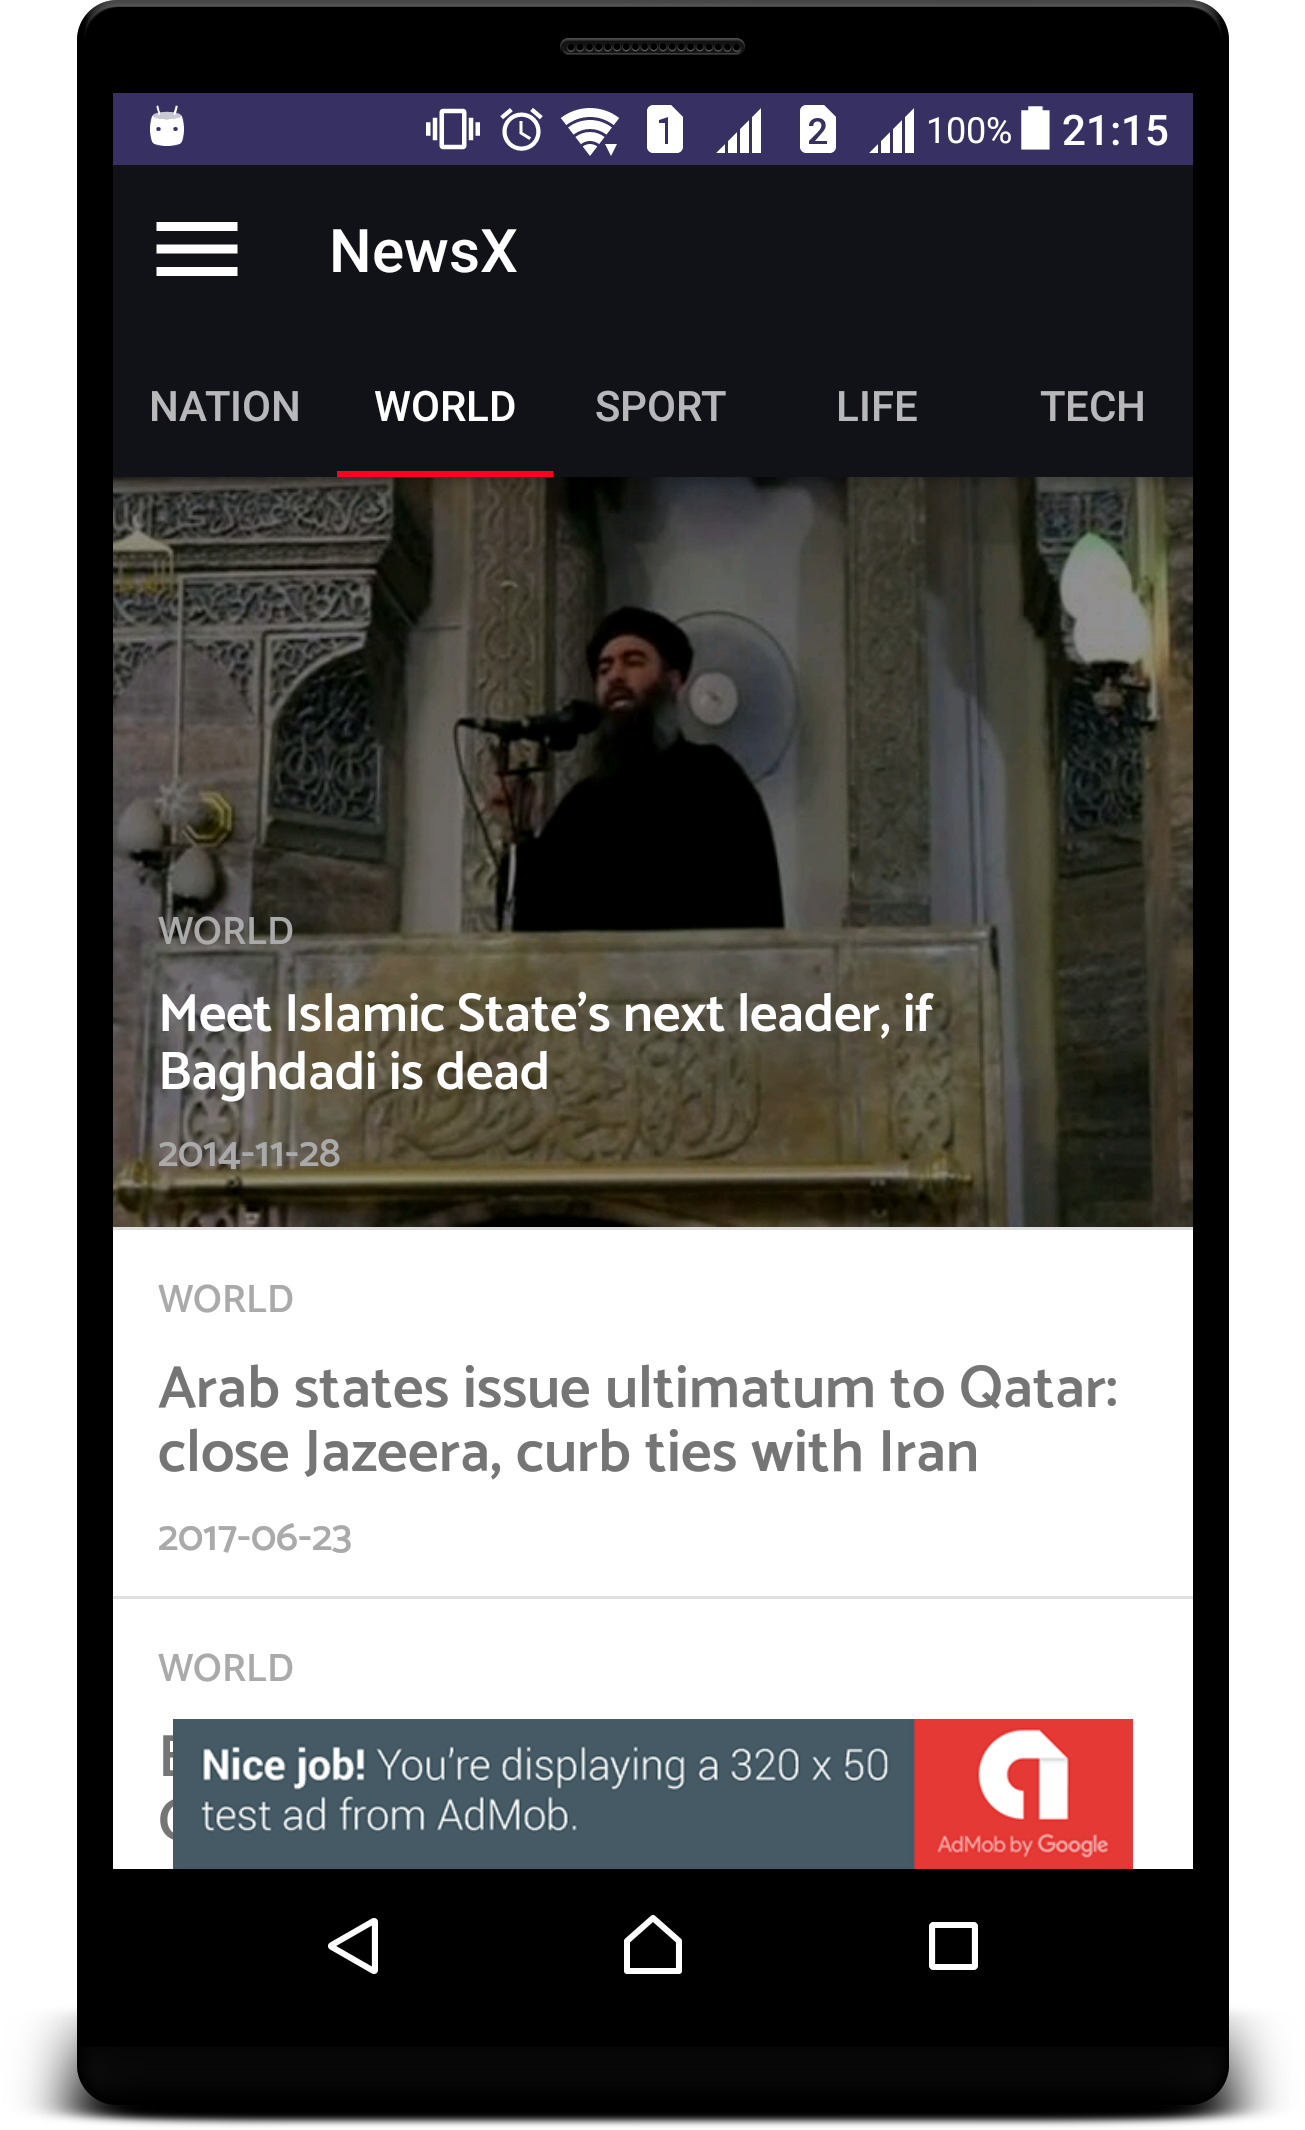 1 2 100% 21:15
NewsX
NATION WORLD SPORT LIFE TECH
WORLD
Meet Islamic State's next leader, if
Baghdadi is dead
2014-11-28
WORLD
Arab states issue ultimatum to Qatar:
close Jazeera, curb ties with Iran
2017-06-23
WORLD
Nice job! You're displaying a 320 x 50
test ad from AdMob.
AdMob by Google